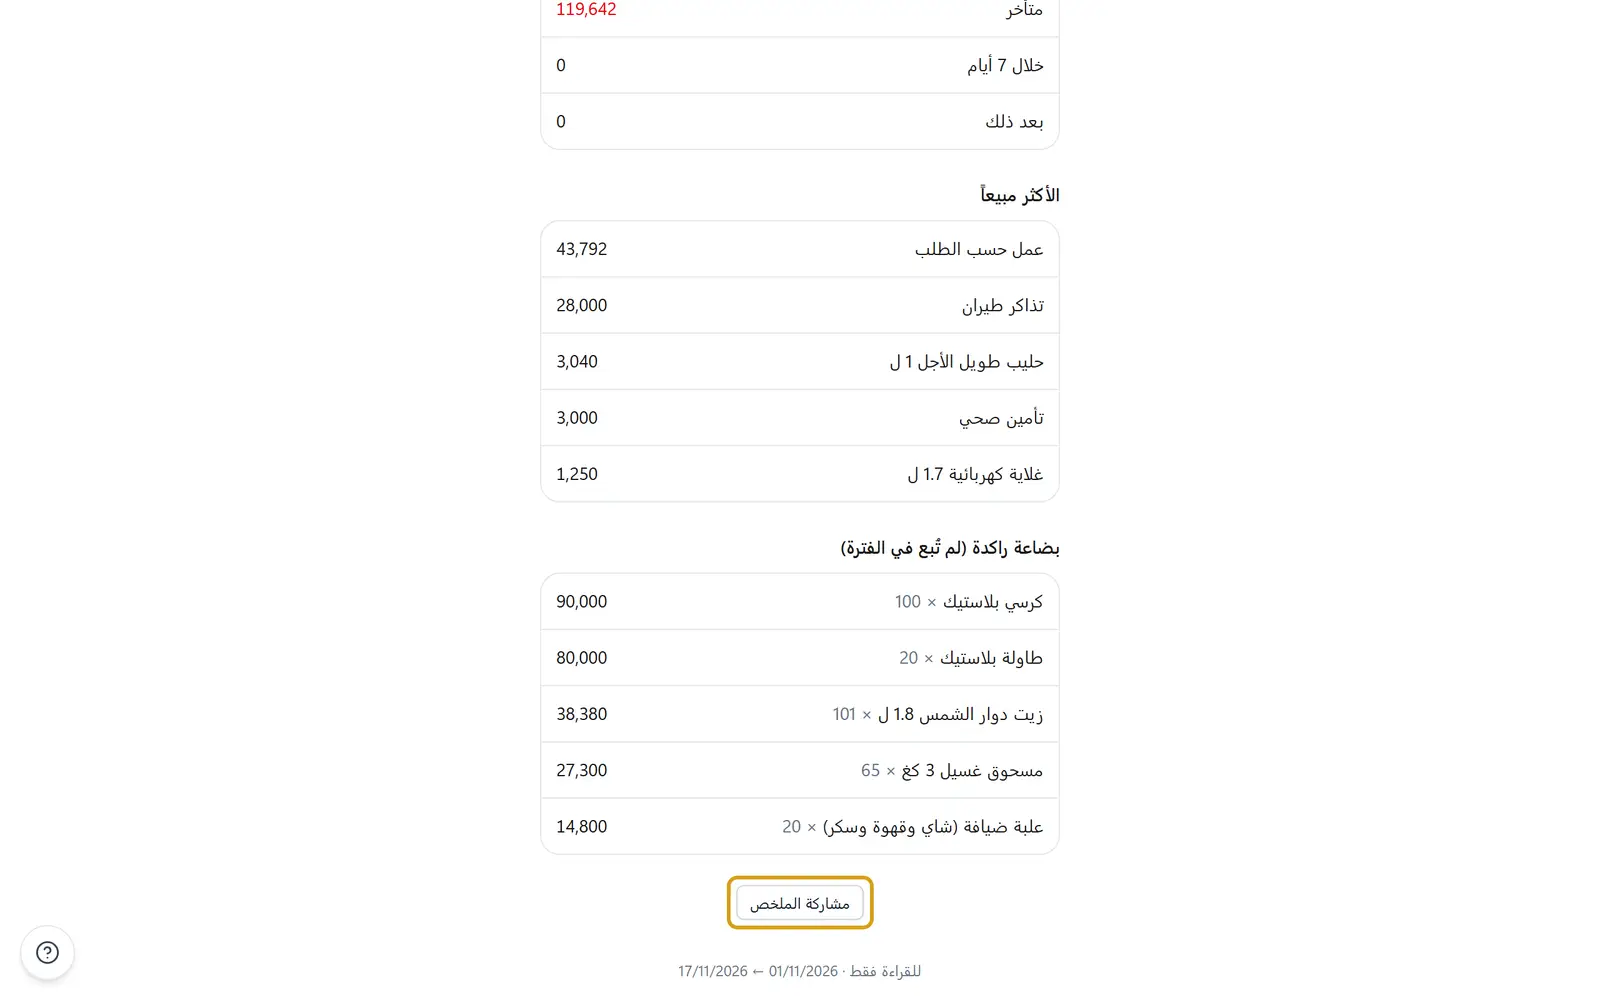 متأخر 119,642
خلال 7 أيام 0
بعد ذلك 0
الأكثر مبيعاً
عمل حسب الطلب 43,792
تذاكر طيران 28,000
حليب طويل الأجل 1 ل 3,040
تأمين صحي 3,000
غلاية كهربائية 1.7 ل 1,250
بضاعة راكدة (لم تُبع في الفترة)
كرسي بلاستيك × 100 90,000
طاولة بلاستيك × 20 80,000
زيت دوار الشمس 1.8 ل × 101 38,380
مسحوق غسيل 3 كغ × 65 27,300
علبة ضيافة (شاي وقهوة وسكر) × 20 14,800
مشاركة الملخص
للقراءة فقط · 01/11/2026 ← 17/11/2026